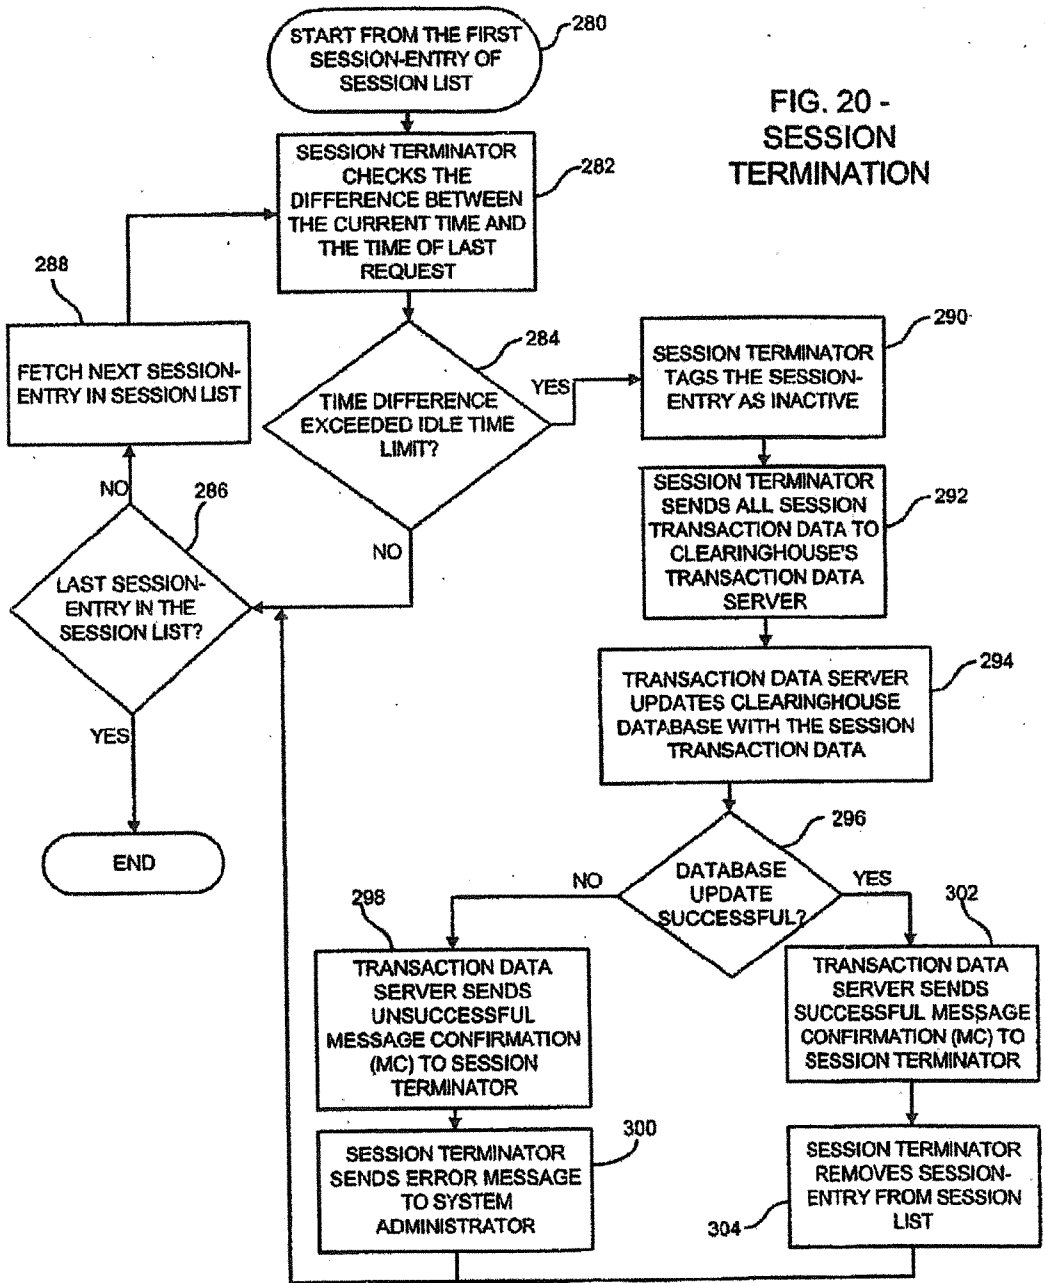 START FROM THE FIRST
SESSION-ENTRY OF
SESSION LIST
280
FIG. 20 -
SESSION
TERMINATION
SESSION TERMINATOR
CHECKS THE
DIFFERENCE BETWEEN
THE CURRENT TIME AND
THE TIME OF LAST
REQUEST
282
288
FETCH NEXT SESSION-
ENTRY IN SESSION LIST
284
TIME DIFFERENCE
EXCEEDED IDLE TIME
LIMIT?
YES
NO
290
SESSION TERMINATOR
TAGS THE SESSION-
ENTRY AS INACTIVE
NO
286
LAST SESSION-
ENTRY IN THE
SESSION LIST?
YES
END
SESSION TERMINATOR
SENDS ALL SESSION
TRANSACTION DATA TO
CLEARINGHOUSE'S
TRANSACTION DATA
SERVER
292
TRANSACTION DATA SERVER
UPDATES CLEARINGHOUSE
DATABASE WITH THE SESSION
TRANSACTION DATA
294
296
DATABASE
UPDATE
SUCCESSFUL?
NO
YES
298
TRANSACTION DATA
SERVER SENDS
UNSUCCESSFUL
MESSAGE CONFIRMATION
(MC) TO SESSION
TERMINATOR
302
TRANSACTION DATA
SERVER SENDS
SUCCESSFUL MESSAGE
CONFIRMATION (MC) TO
SESSION TERMINATOR
300
SESSION TERMINATOR
SENDS ERROR MESSAGE
TO SYSTEM
ADMINISTRATOR
SESSION TERMINATOR
REMOVES SESSION-
ENTRY FROM SESSION
LIST
304